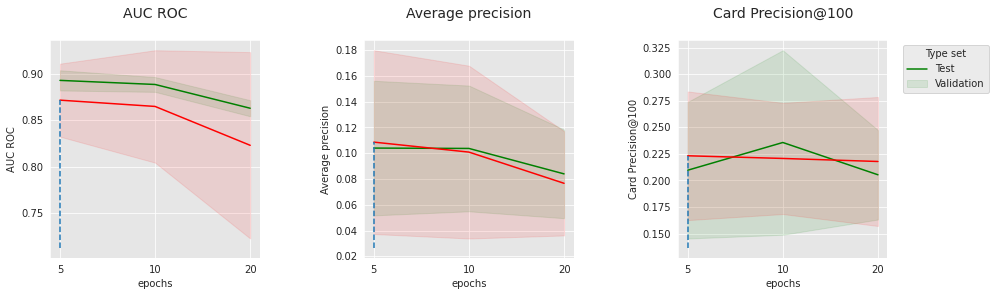 AUC ROC
AUC ROC
0.90
0.85
0.80
0.75
5
10
20
epochs
Average precision
Average precision
0.18
0.16
0.14
0.12
0.10
0.08
0.06
0.04
0.02
5
10
20
epochs
Card Precision@100
Card Precision@100
0.325
0.300
0.275
0.250
0.225
0.200
0.175
0.150
5
10
20
epochs
Type set
Test
Validation